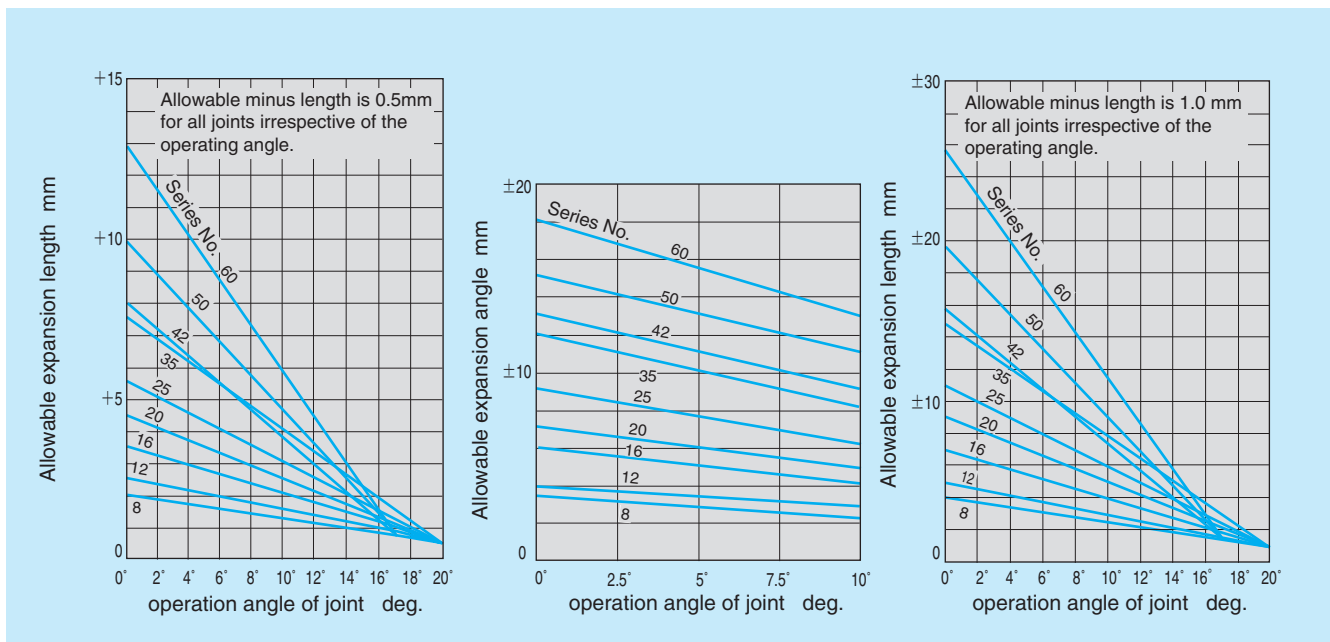 +15
Allowable minus length is 0.5mm
for all joints irrespective of the
operating angle.
Series No.
+10
60
50
42
35
+5
25
20
16
12
8
0
0° 2° 4° 6° 8° 10° 12° 14° 16° 18° 20°
operation angle of joint deg.
Allowable expansion length mm
±20
Series No.
60
50
42
±10
35
25
20
16
12
8
0
0° 2.5° 5° 7.5° 10°
operation angle of joint deg.
Allowable expansion angle mm
±30
Allowable minus length is 1.0 mm
for all joints irrespective of the
operating angle.
Series No.
±20
60
50
42
35
±10
25
20
16
12
8
0
0° 2° 4° 6° 8° 10° 12° 14° 16° 18° 20°
operation angle of joint deg.
Allowable expansion length mm